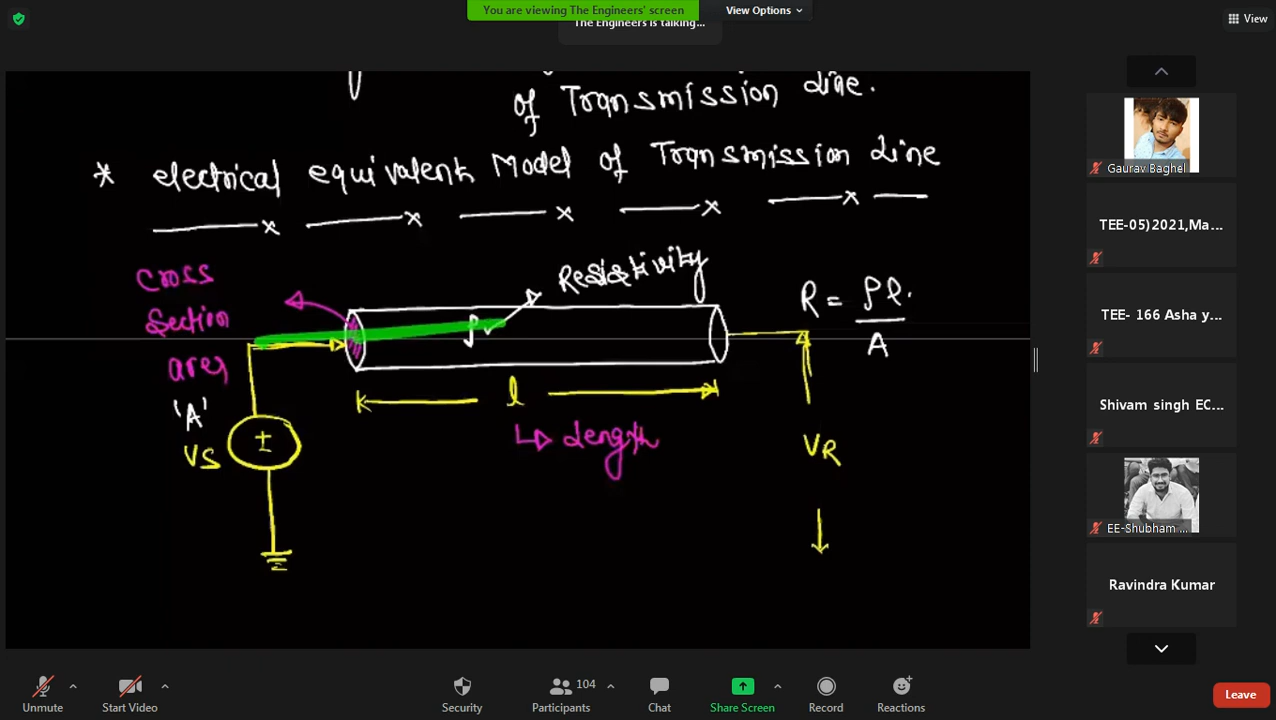 You are viewing The Engineers' screen
View Options
The Engineers is talking...
View
of Transmission Line.
* electrical equivalent Model of Transmission Line
Cross
Section
area
'A'
Resistivity
ρ
R = ρl
A
l
Length
VS
±
VR
Gaurav Baghel
TEE-05)2021,Ma...
TEE- 166 Asha y...
Shivam singh EC...
EE-Shubham ...
Ravindra Kumar
Unmute
Start Video
Security
104
Participants
Chat
Share Screen
Record
Reactions
Leave